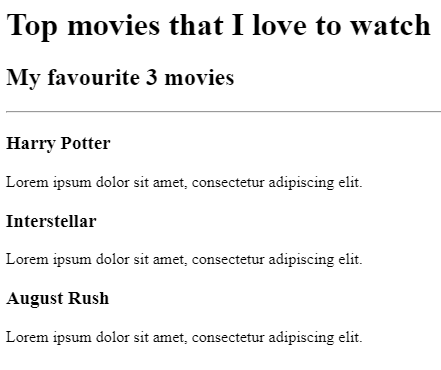 Top movies that I love to watch
My favourite 3 movies
Harry Potter
Lorem ipsum dolor sit amet, consectetur adipiscing elit.
Interstellar
Lorem ipsum dolor sit amet, consectetur adipiscing elit.
August Rush
Lorem ipsum dolor sit amet, consectetur adipiscing elit.